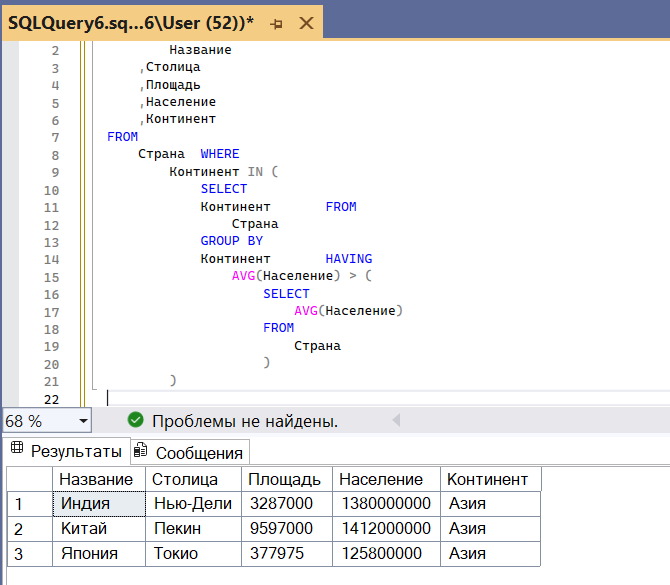 SQLQuery6.sq...6\User (52))*
2 Название
3 ,Столица
4 ,Площадь
5 ,Население
6 ,Континент
7 FROM
8 Страна WHERE
9 Континент IN (
10 SELECT
11 Континент FROM
12 Страна
13 GROUP BY
14 Континент HAVING
15 AVG(Население) > (
16 SELECT
17 AVG(Население)
18 FROM
19 Страна
20 )
21 )
22
68 % Проблемы не найдены.
Результаты Сообщения
Название Столица Площадь Население Континент
1 Индия Нью-Дели 3287000 1380000000 Азия
2 Китай Пекин 9597000 1412000000 Азия
3 Япония Токио 377975 125800000 Азия